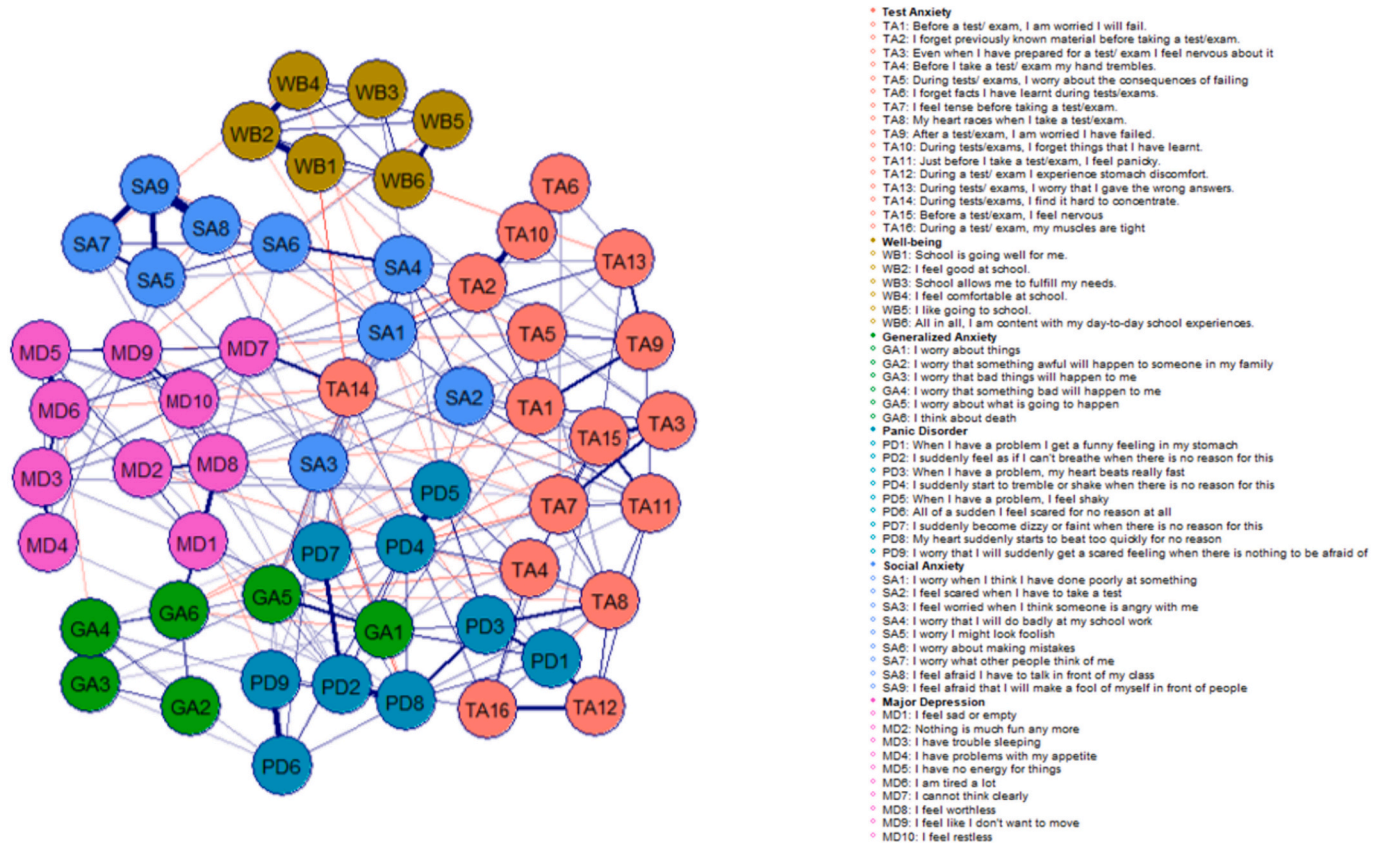 WB4
WB3
WB5
WB2
WB1
WB6
SA9
SA8
SA7
SA5
SA6
SA4
TA6
TA10
TA13
TA2
SA1
TA5
TA9
MD5
MD9
MD7
TA14
SA2
TA1
TA3
MD6
MD10
TA15
MD3
MD2
MD8
SA3
PD5
TA7
TA11
MD4
MD1
PD7
PD4
TA4
TA8
GA4
GA6
GA5
GA1
PD3
PD1
GA3
GA2
PD9
PD2
PD8
TA16
TA12
PD6
Test Anxiety
TA1: Before a test/ exam, I am worried I will fail.
TA2: I forget previously known material before taking a test/exam.
TA3: Even when I have prepared for a test/ exam I feel nervous about it
TA4: Before I take a test/ exam my hand trembles.
TA5: During tests/ exams, I worry about the consequences of failing
TA6: I forget facts I have learnt during tests/exams.
TA7: I feel tense before taking a test/exam.
TA8: My heart races when I take a test/exam.
TA9: After a test/exam, I am worried I have failed.
TA10: During tests/exams, I forget things that I have learnt.
TA11: Just before I take a test/exam, I feel panicky.
TA12: During a test/ exam I experience stomach discomfort.
TA13: During tests/ exams, I worry that I gave the wrong answers.
TA14: During tests/exams, I find it hard to concentrate.
TA15: Before a test/exam, I feel nervous
TA16: During a test/ exam, my muscles are tight
Well-being
WB1: School is going well for me.
WB2: I feel good at school.
WB3: School allows me to fulfill my needs.
WB4: I feel comfortable at school.
WB5: I like going to school.
WB6: All in all, I am content with my day-to-day school experiences.
Generalized Anxiety
GA1: I worry about things
GA2: I worry that something awful will happen to someone in my family
GA3: I worry that bad things will happen to me
GA4: I worry that something bad will happen to me
GA5: I worry about what is going to happen
GA6: I think about death
Panic Disorder
PD1: When I have a problem I get a funny feeling in my stomach
PD2: I suddenly feel as if I can't breathe when there is no reason for this
PD3: When I have a problem, my heart beats really fast
PD4: I suddenly start to tremble or shake when there is no reason for this
PD5: When I have a problem, I feel shaky
PD6: All of a sudden I feel scared for no reason at all
PD7: I suddenly become dizzy or faint when there is no reason for this
PD8: My heart suddenly starts to beat too quickly for no reason
PD9: I worry that I will suddenly get a scared feeling when there is nothing to be afraid of
Social Anxiety
SA1: I worry when I think I have done poorly at something
SA2: I feel scared when I have to take a test
SA3: I feel worried when I think someone is angry with me
SA4: I worry that I will do badly at my school work
SA5: I worry I might look foolish
SA6: I worry about making mistakes
SA7: I worry what other people think of me
SA8: I feel afraid I have to talk in front of my class
SA9: I feel afraid that I will make a fool of myself in front of people
Major Depression
MD1: I feel sad or empty
MD2: Nothing is much fun any more
MD3: I have trouble sleeping
MD4: I have problems with my appetite
MD5: I have no energy for things
MD6: I am tired a lot
MD7: I cannot think clearly
MD8: I feel worthless
MD9: I feel like I don't want to move
MD10: I feel restless